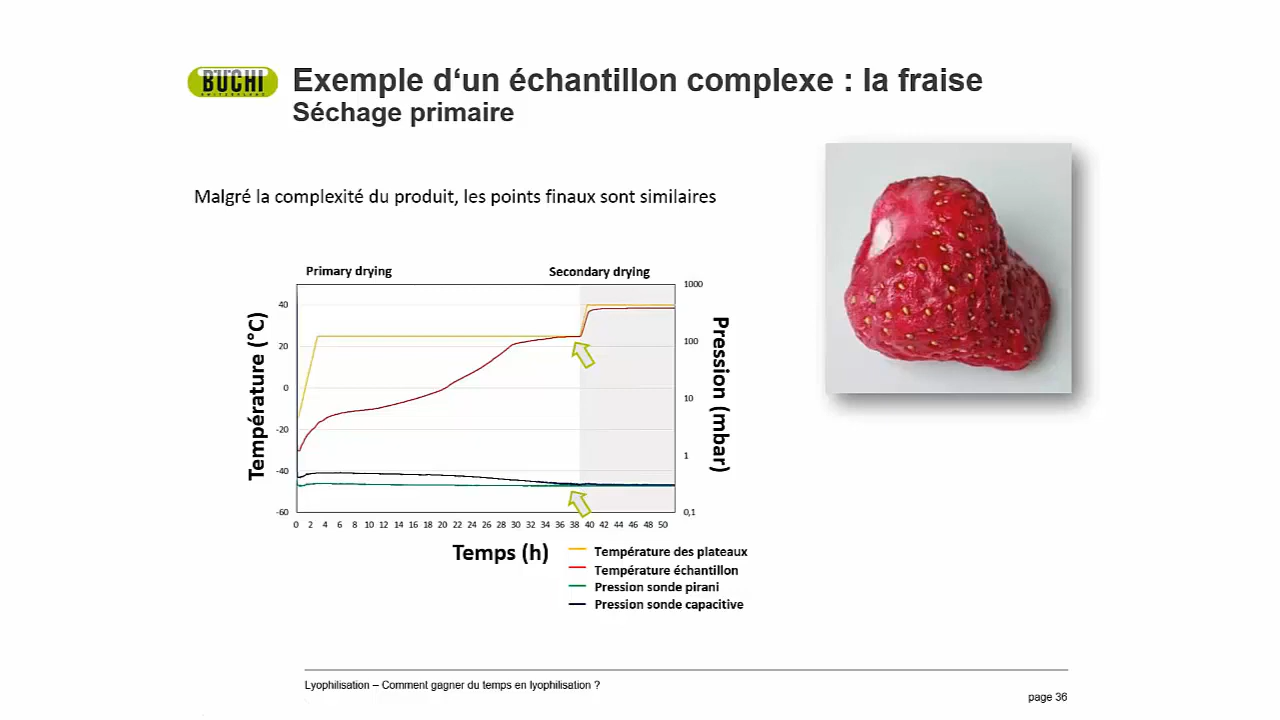 BÜCHI
SWITZERLAND
Exemple d‘un échantillon complexe : la fraise
Séchage primaire
Malgré la complexité du produit, les points finaux sont similaires
Primary drying
Secondary drying
Température (°C)
40
20
0
-20
-40
-60
1000
100
10
1
0,1
Pression (mbar)
0 2 4 6 8 10 12 14 16 18 20 22 24 26 28 30 32 34 36 38 40 42 44 46 48 50
Temps (h)
Température des plateaux
Température échantillon
Pression sonde pirani
Pression sonde capacitive
Lyophilisation – Comment gagner du temps en lyophilisation ?
page 36